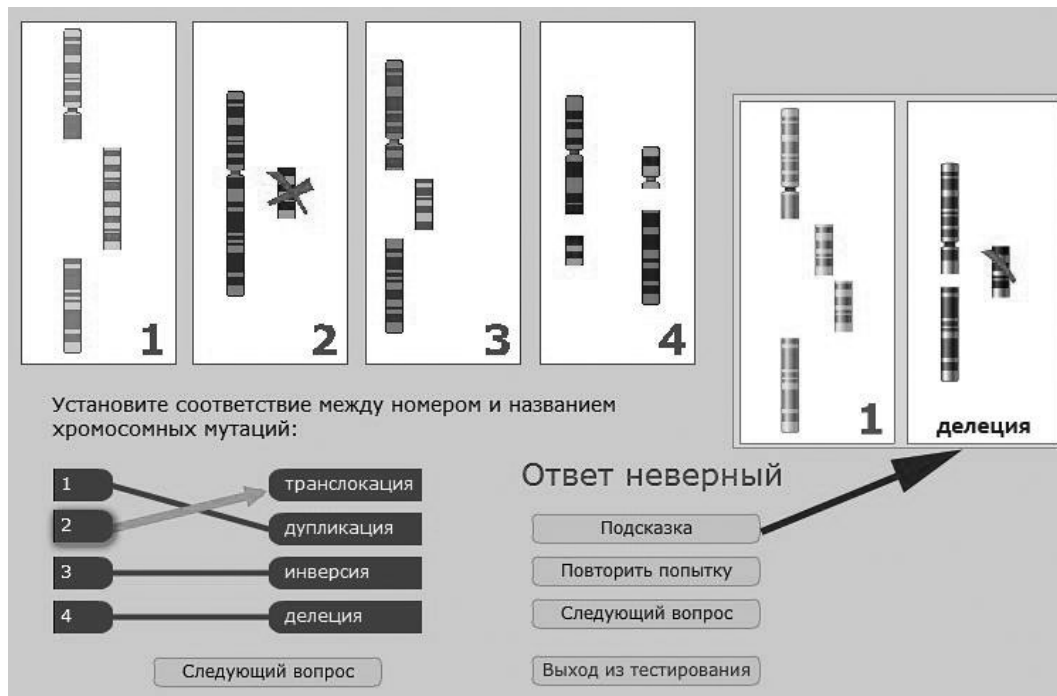 1
2
3
4
1
делеция
Установите соответствие между номером и названием
хромосомных мутаций:
1
транслокация
2
дупликация
3
инверсия
4
делеция
Следующий вопрос
Ответ неверный
Подсказка
Повторить попытку
Следующий вопрос
Выход из тестирования